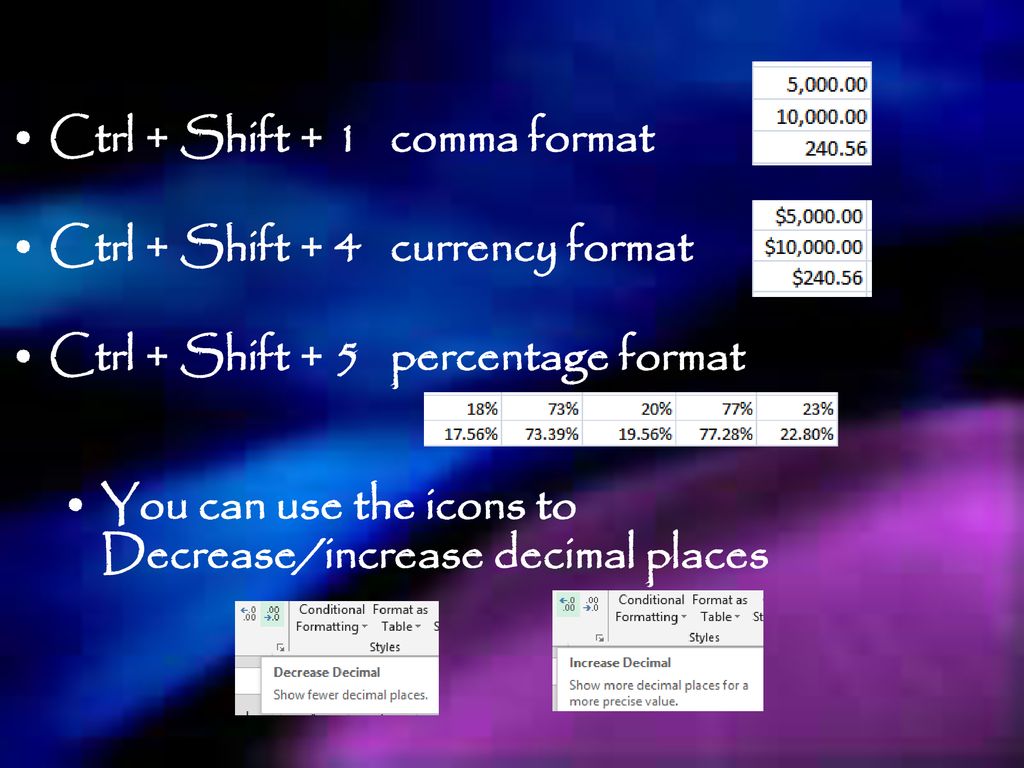 • Ctrl + Shift + 1 comma format
5,000.00
10,000.00
240.56
• Ctrl + Shift + 4 currency format
$5,000.00
$10,000.00
$240.56
• Ctrl + Shift + 5 percentage format
18% 73% 20% 77% 23%
17.56% 73.39% 19.56% 77.28% 22.80%
• You can use the icons to
Decrease/increase decimal places
←.0 .00 Conditional Format as
.00 →.0 Formatting Table S
Styles
Decrease Decimal
Show fewer decimal places.
←.0 .00 Conditional Format as
.00 →.0 Formatting Table St
Styles
Increase Decimal
Show more decimal places for a
more precise value.